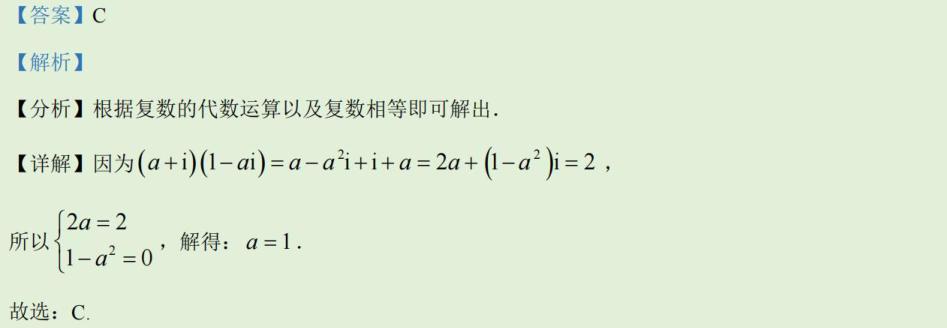 【答案】C
【解析】
【分析】根据复数的代数运算以及复数相等即可解出.
【详解】因为(a+i)(1−ai)=a−a²i+i+a=2a+(1−a²)i=2，
所以{2a=2
1−a²=0，解得：a=1.
故选：C.